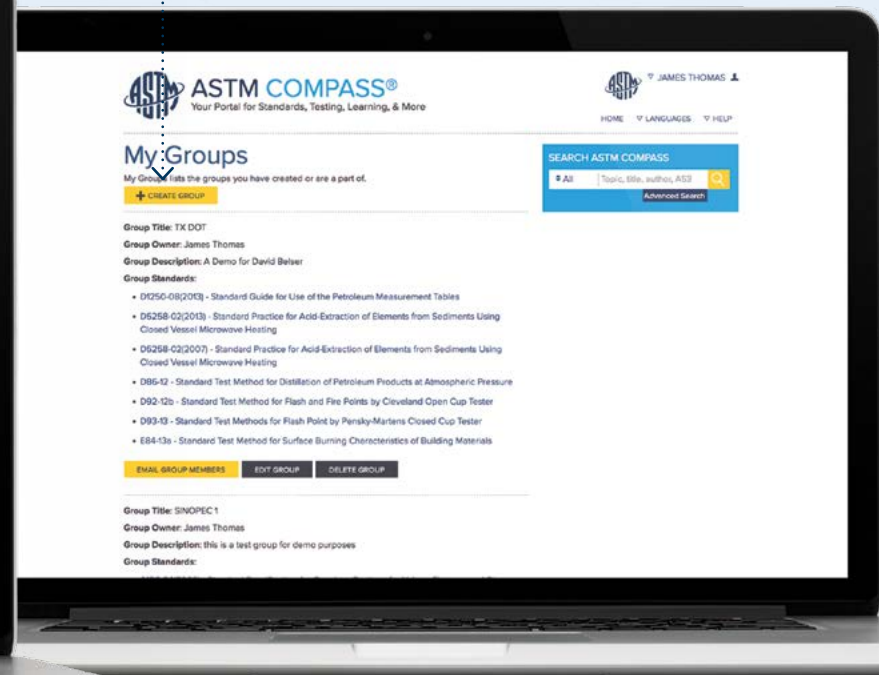 ASTM
ASTM COMPASS®
Your Portal for Standards, Testing, Learning, & More
ASTM
JAMES THOMAS
HOME LANGUAGES HELP
My Groups
My Groups lists the groups you have created or are a part of.
+ CREATE GROUP
SEARCH ASTM COMPASS
All Topic, title, author, A53
Advanced Search
Group Title: TX DOT
Group Owner: James Thomas
Group Description: A Demo for David Belser
Group Standards:
• D1250-08(2013) - Standard Guide for Use of the Petroleum Measurement Tables
• D5258-02(2013) - Standard Practice for Acid-Extraction of Elements from Sediments Using
Closed Vessel Microwave Heating
• D5258-02(2007) - Standard Practice for Acid-Extraction of Elements from Sediments Using
Closed Vessel Microwave Heating
• D86-12 - Standard Test Method for Distillation of Petroleum Products at Atmospheric Pressure
• D92-12b - Standard Test Method for Flash and Fire Points by Cleveland Open Cup Tester
• D93-13 - Standard Test Methods for Flash Point by Pensky-Martens Closed Cup Tester
• E84-13a - Standard Test Method for Surface Burning Characteristics of Building Materials
EMAIL GROUP MEMBERS EDIT GROUP DELETE GROUP
Group Title: SINOPEC 1
Group Owner: James Thomas
Group Description: this is a test group for demo purposes
Group Standards: